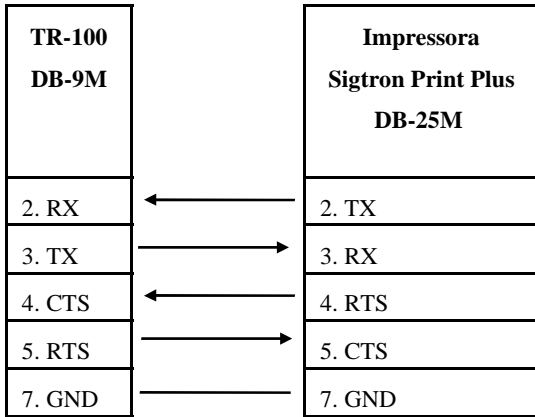 TR-100
DB-9M
Impressora
Sigtron Print Plus
DB-25M
2. RX
2. TX
3. TX
3. RX
4. CTS
4. RTS
5. RTS
5. CTS
7. GND
7. GND